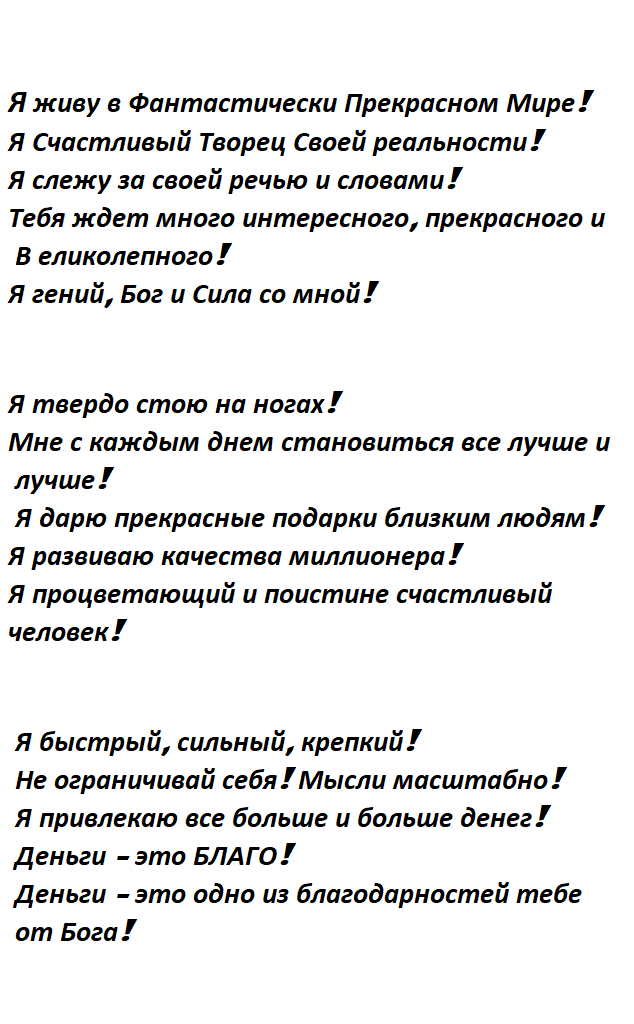 Я живу в Фантастически Прекрасном Мире!
Я Счастливый Творец Своей реальности!
Я слежу за своей речью и словами!
Тебя ждет много интересного, прекрасного и
В еликолепного!
Я гений, Бог и Сила со мной!
Я твердо стою на ногах!
Мне с каждым днем становиться все лучше и
лучше!
Я дарю прекрасные подарки близким людям!
Я развиваю качества миллионера!
Я процветающий и поистине счастливый
человек!
Я быстрый, сильный, крепкий!
Не ограничивай себя! Мысли масштабно!
Я привлекаю все больше и больше денег!
Деньги – это БЛАГО!
Деньги – это одно из благодарностей тебе
от Бога!